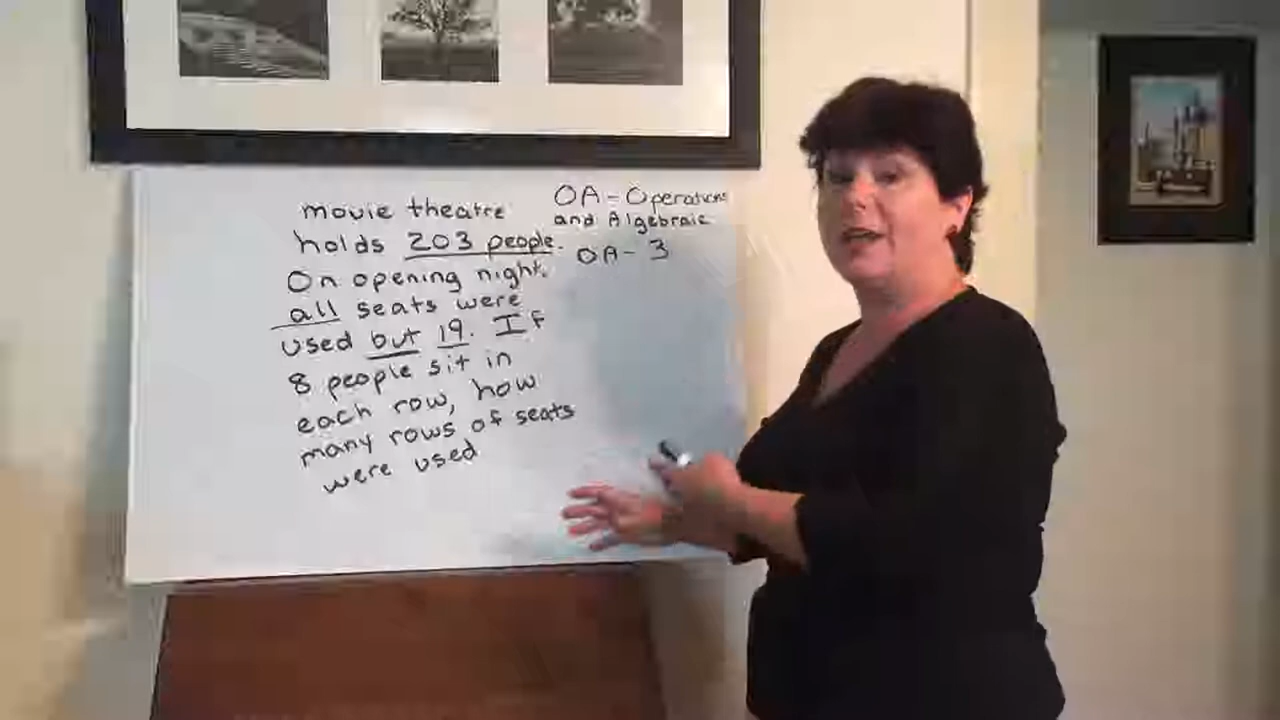 movie theatre
holds 203 people.
On opening night,
all seats were
used but 19. If
8 people sit in
each row, how
many rows of seats
were used
OA = Operations
and Algebraic
OA - 3